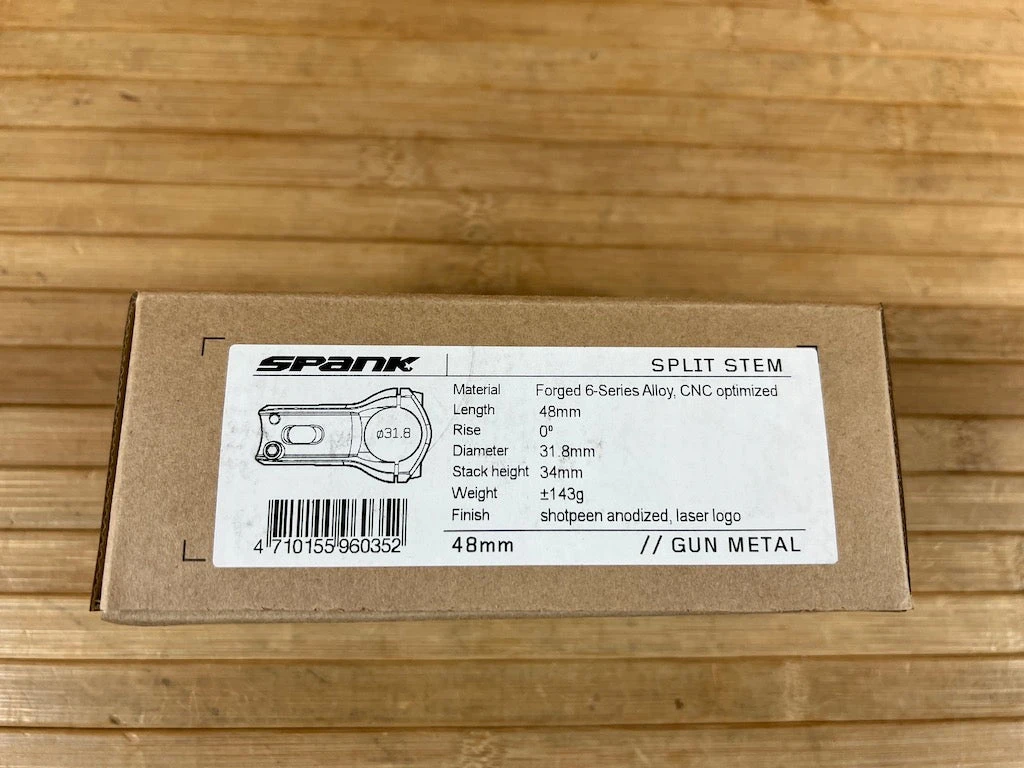 SPANK
SPLIT STEM
ø31.8
Material Forged 6-Series Alloy, CNC optimized
Length 48mm
Rise 0º
Diameter 31.8mm
Stack height 34mm
Weight ±143g
Finish shotpeen anodized, laser logo
4 710155 960352
48mm // GUN METAL